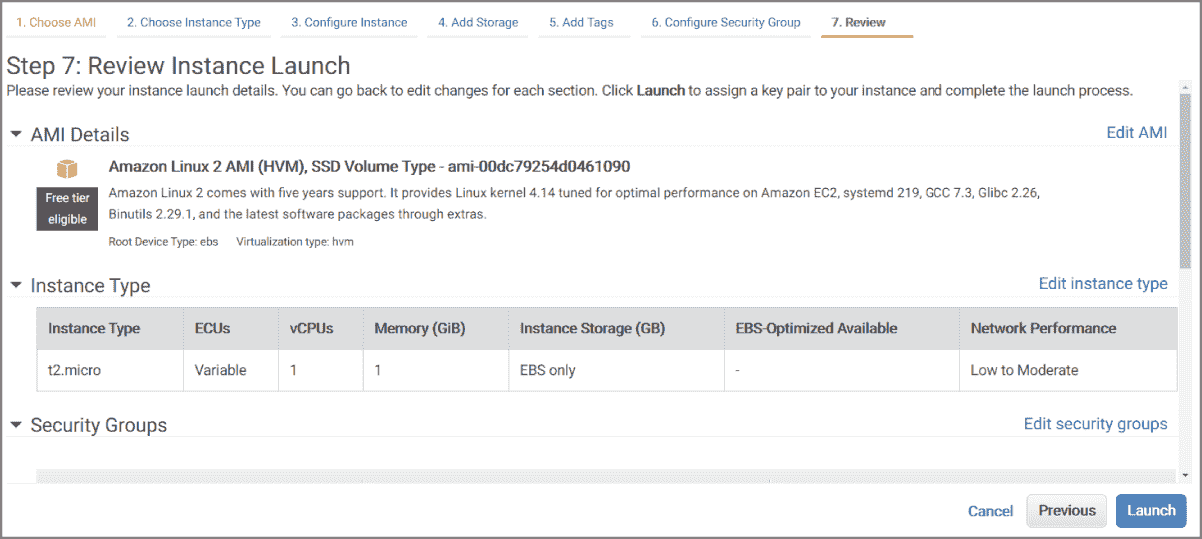 1. Choose AMI 2. Choose Instance Type 3. Configure Instance 4. Add Storage 5. Add Tags 6. Configure Security Group 7. Review
Step 7: Review Instance Launch
Please review your instance launch details. You can go back to edit changes for each section. Click Launch to assign a key pair to your instance and complete the launch process.
AMI Details Edit AMI
Amazon Linux 2 AMI (HVM), SSD Volume Type - ami-00dc79254d0461090
Free tier
eligible
Amazon Linux 2 comes with five years support. It provides Linux kernel 4.14 tuned for optimal performance on Amazon EC2, systemd 219, GCC 7.3, Glibc 2.26,
Binutils 2.29.1, and the latest software packages through extras.
Root Device Type: ebs Virtualization type: hvm
Instance Type Edit instance type
Instance Type ECUs vCPUs Memory (GiB) Instance Storage (GB) EBS-Optimized Available Network Performance
t2.micro Variable 1 1 EBS only - Low to Moderate
Security Groups Edit security groups
Cancel Previous Launch